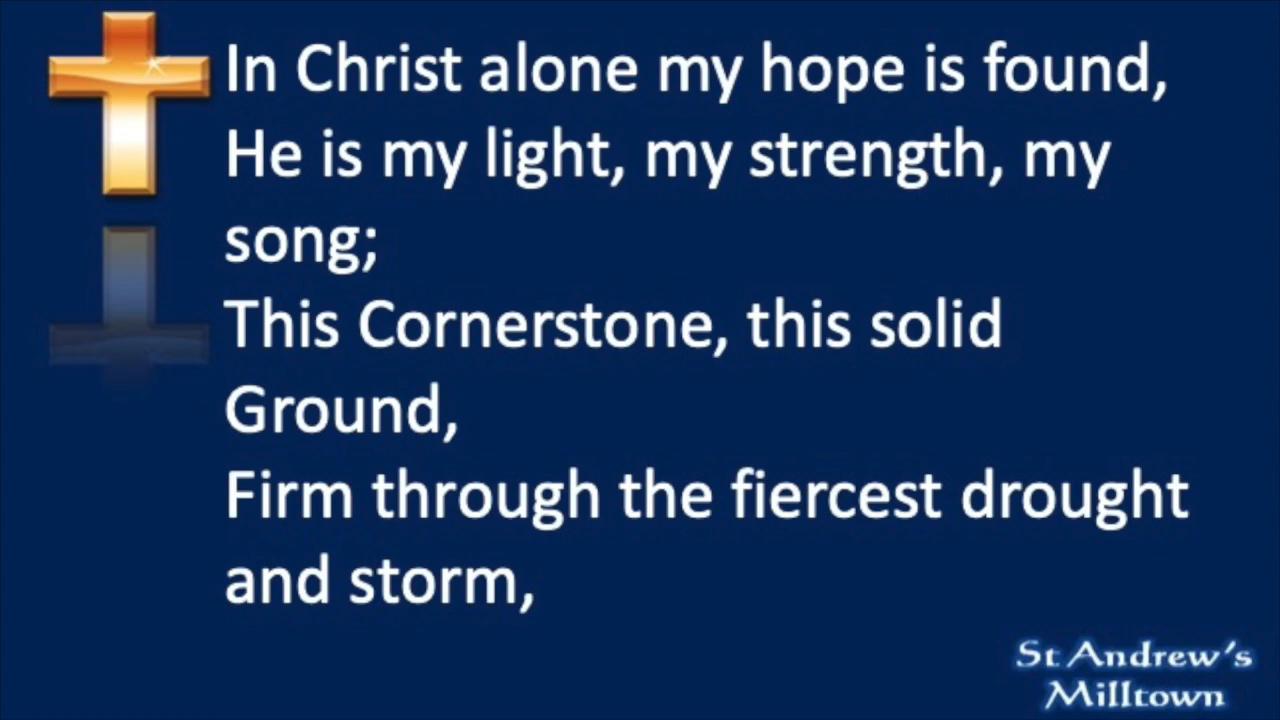 In Christ alone my hope is found,
He is my light, my strength, my
song;
This Cornerstone, this solid
Ground,
Firm through the fiercest drought
and storm,
St Andrew's
Milltown